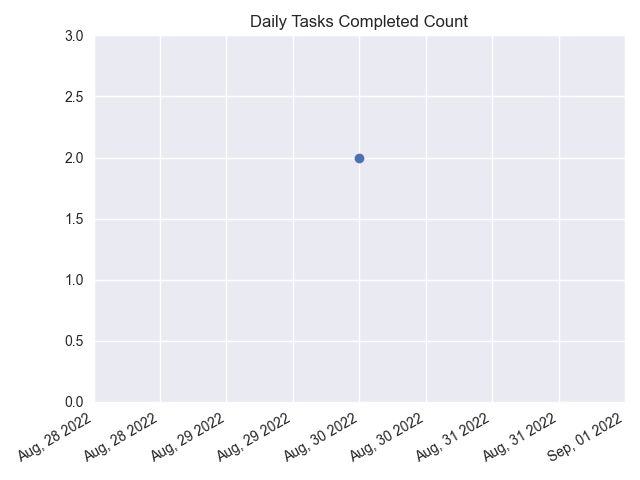 Daily Tasks Completed Count
3.0
2.5
2.0
1.5
1.0
0.5
0.0
Aug, 28 2022
Aug, 28 2022
Aug, 29 2022
Aug, 29 2022
Aug, 30 2022
Aug, 30 2022
Aug, 31 2022
Aug, 31 2022
Sep, 01 2022